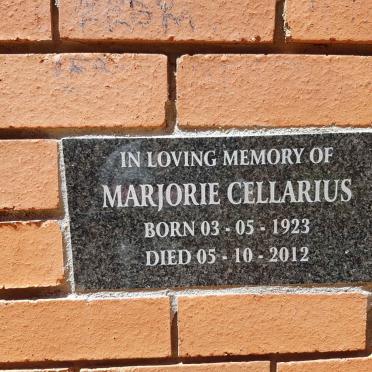 IN LOVING MEMORY OF
MARJORIE CELLARIUS
BORN 03 - 05 - 1923
DIED 05 - 10 - 2012